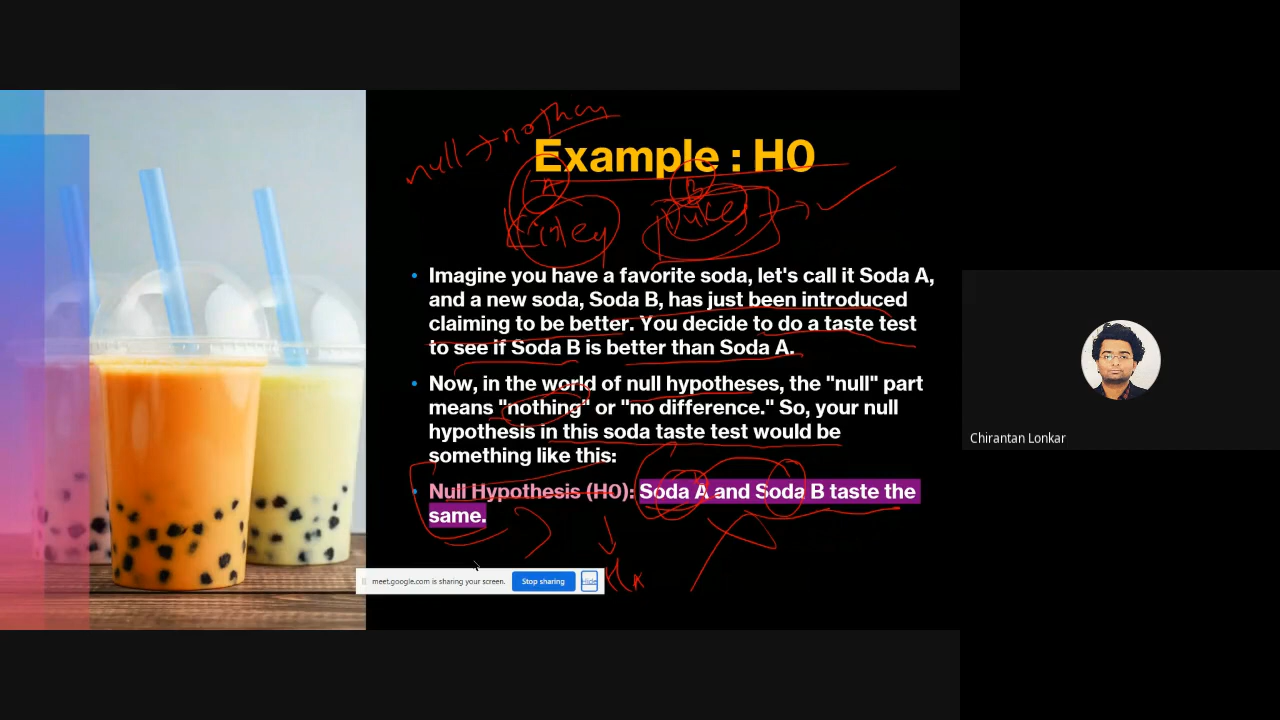 null → nothing
Example : H0
A B
Kinley Dukes
• Imagine you have a favorite soda, let's call it Soda A,
and a new soda, Soda B, has just been introduced
claiming to be better. You decide to do a taste test
to see if Soda B is better than Soda A.
• Now, in the world of null hypotheses, the "null" part
means "nothing" or "no difference." So, your null
hypothesis in this soda taste test would be
something like this:
• Null Hypothesis (H0): Soda A and Soda B taste the
same.
meet.google.com is sharing your screen. Stop sharing Hide
Chirantan Lonkar